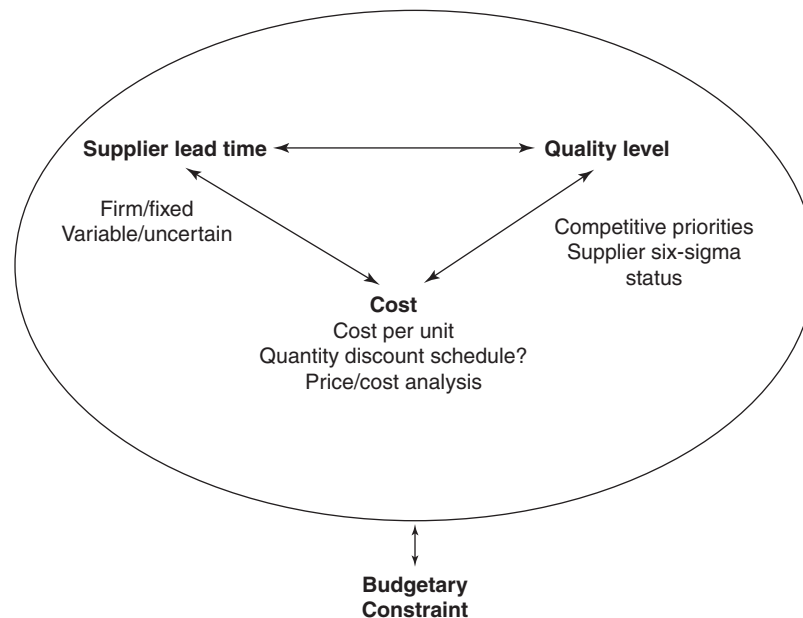 Supplier lead time
Quality level
Firm/fixed
Variable/uncertain
Competitive priorities
Supplier six-sigma
status
Cost
Cost per unit
Quantity discount schedule?
Price/cost analysis
Budgetary
Constraint